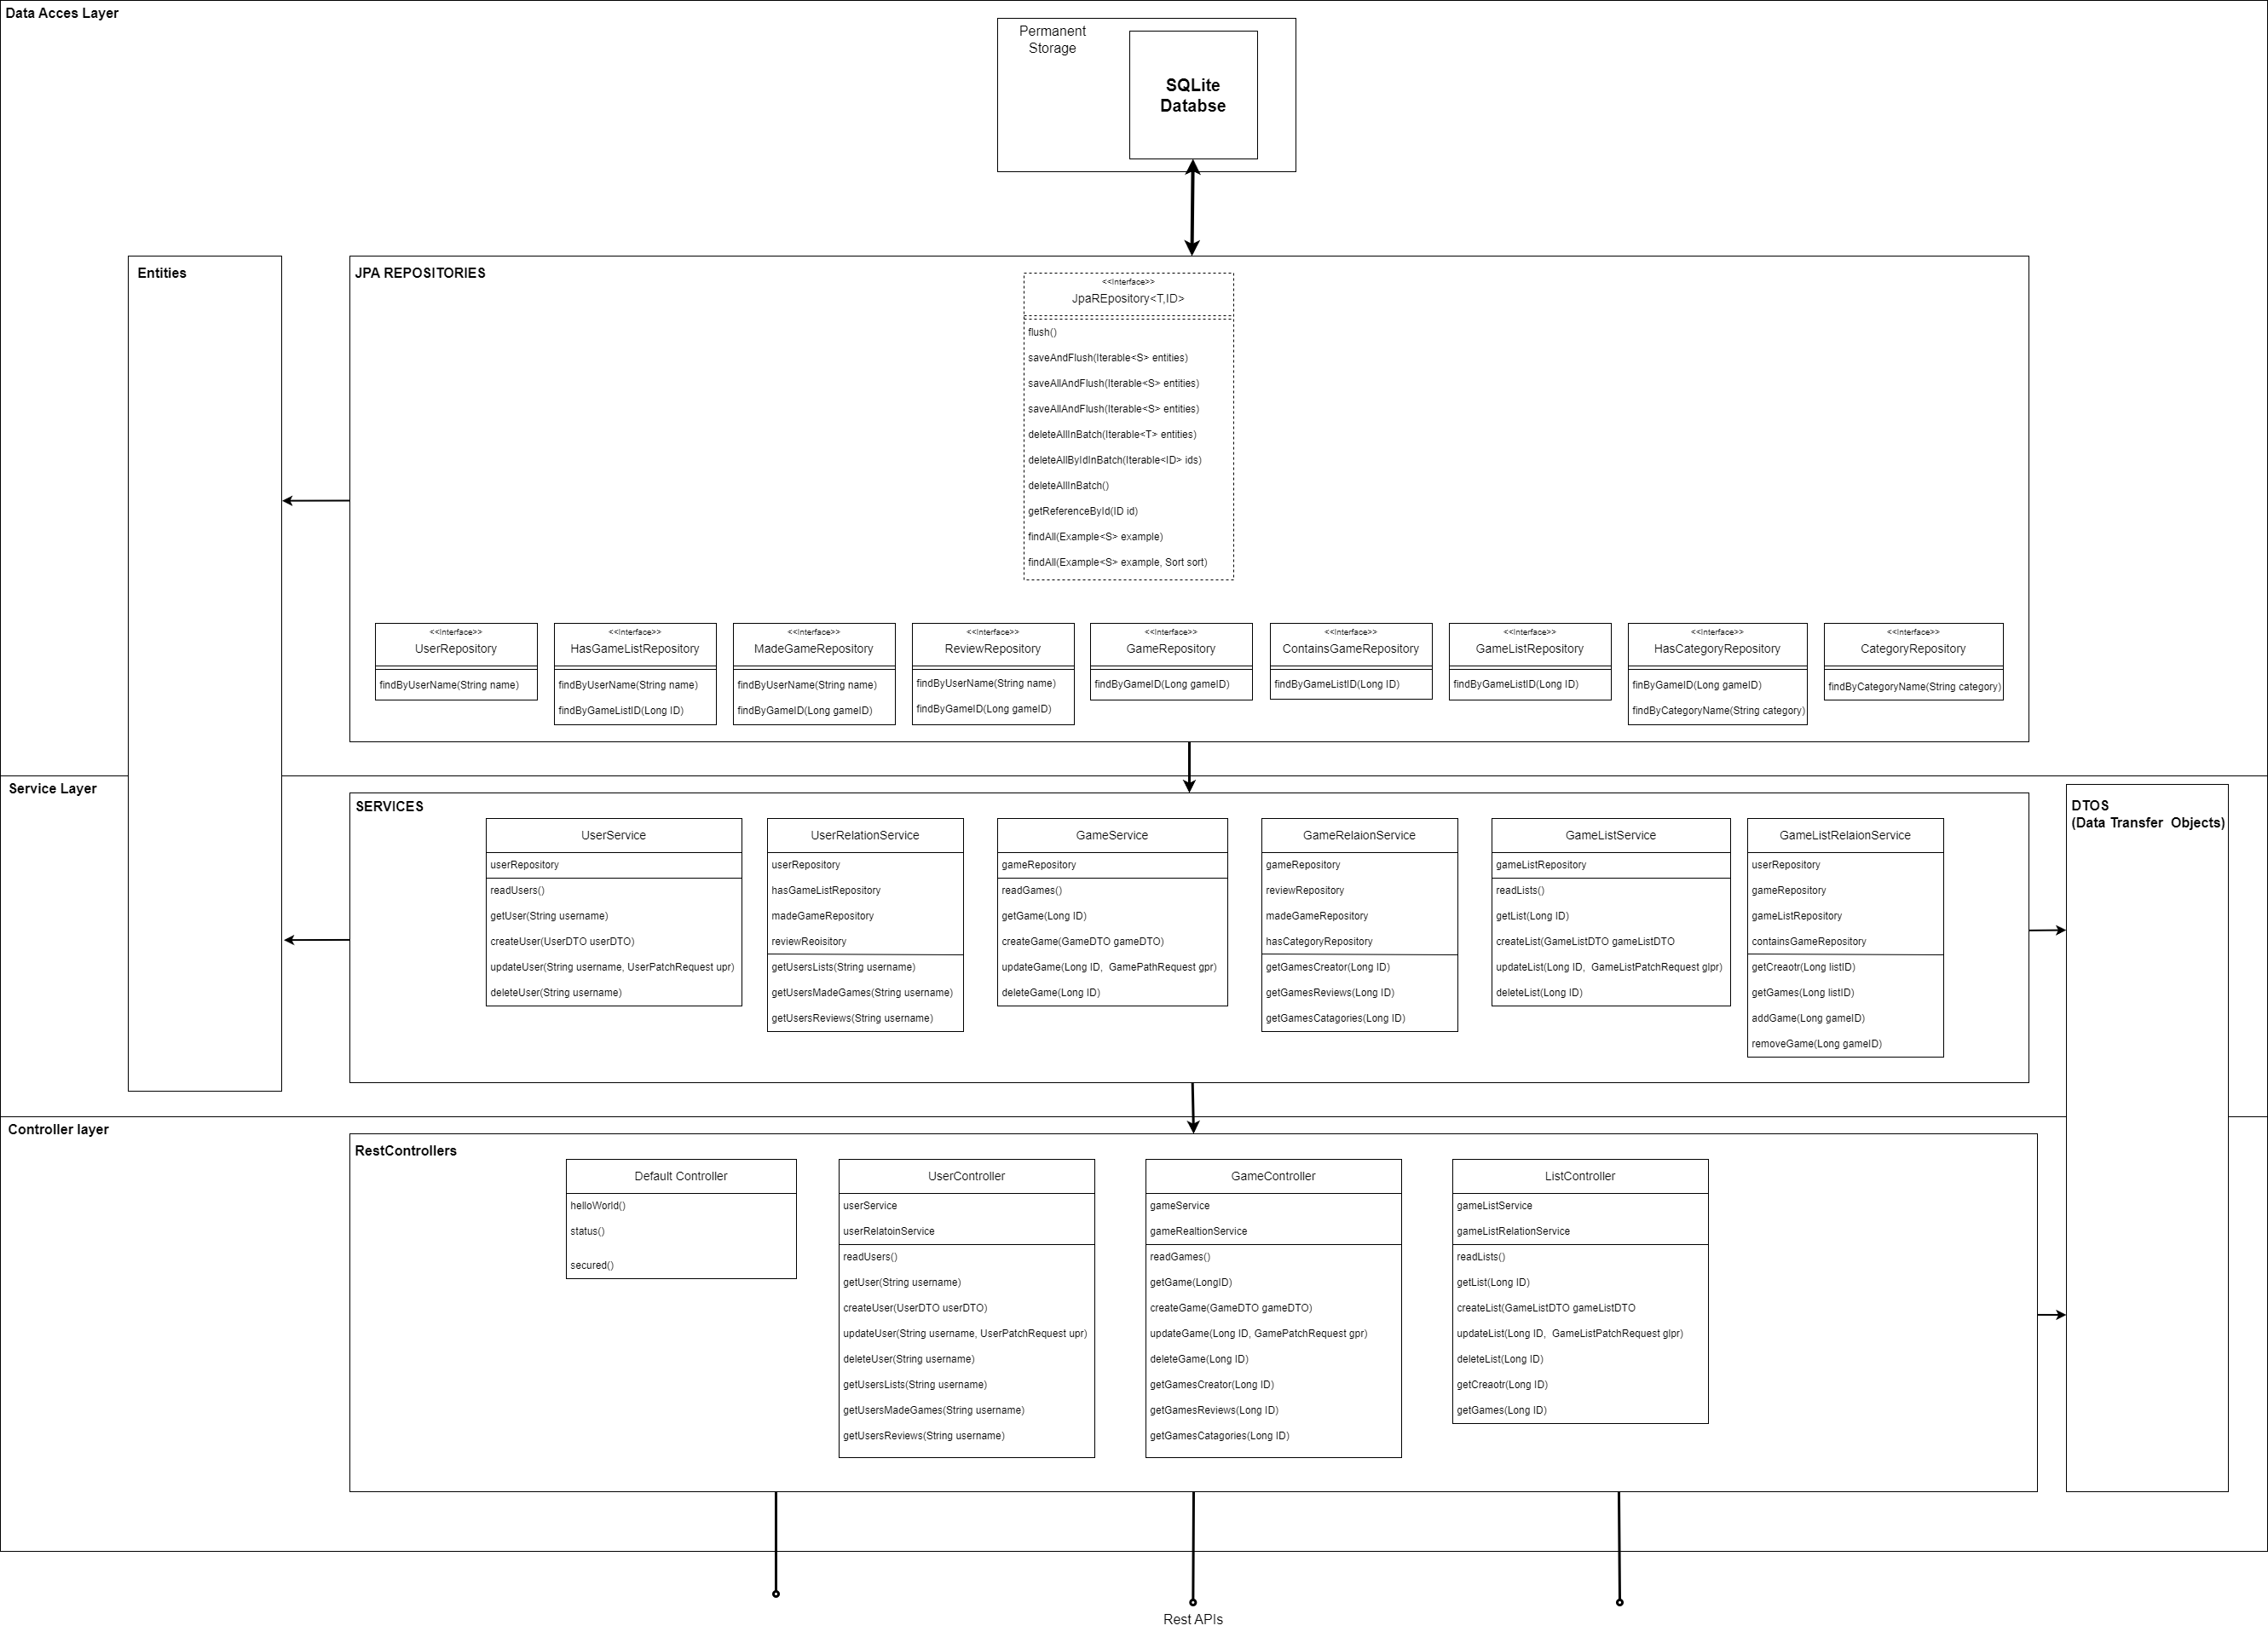 Data Acces Layer
Permanent
Storage
SQLite
Databse
Entities
JPA REPOSITORIES
<<Interface>>
JpaREpository<T,ID>
flush()
saveAndFlush(Iterable<S> entities)
saveAllAndFlush(Iterable<S> entities)
saveAllAndFlush(Iterable<S> entities)
deleteAllInBatch(Iterable<T> entities)
deleteAllByIdInBatch(Iterable<ID> ids)
deleteAllInBatch()
getReferenceById(ID id)
findAll(Example<S> example)
findAll(Example<S> example, Sort sort)
<<Interface>>
UserRepository
findByUserName(String name)
<<Interface>>
HasGameListRepository
findByUserName(String name)
findByGameListID(Long ID)
<<Interface>>
MadeGameRepository
findByUserName(String name)
findByGameID(Long gameID)
<<Interface>>
ReviewRepository
findByUserName(String name)
findByGameID(Long gameID)
<<Interface>>
GameRepository
findByGameID(Long gameID)
<<Interface>>
ContainsGameRepository
findByGameListID(Long ID)
<<Interface>>
GameListRepository
findByGameListID(Long ID)
<<Interface>>
HasCategoryRepository
finByGameID(Long gameID)
findByCategoryName(String category)
<<Interface>>
CategoryRepository
findByCategoryName(String category)
Service Layer
SERVICES
UserService
userRepository
readUsers()
getUser(String username)
createUser(UserDTO userDTO)
updateUser(String username, UserPatchRequest upr)
deleteUser(String username)
UserRelationService
userRepository
hasGameListRepository
madeGameRepository
reviewReoisitory
getUsersLists(String username)
getUsersMadeGames(String username)
getUsersReviews(String username)
GameService
gameRepository
readGames()
getGame(Long ID)
createGame(GameDTO gameDTO)
updateGame(Long ID,  GamePathRequest gpr)
deleteGame(Long ID)
GameRelaionService
gameRepository
reviewRepository
madeGameRepository
hasCategoryRepository
getGamesCreator(Long ID)
getGamesReviews(Long ID)
getGamesCatagories(Long ID)
GameListService
gameListRepository
readLists()
getList(Long ID)
createList(GameListDTO gameListDTO
updateList(Long ID,  GameListPatchRequest glpr)
deleteList(Long ID)
GameListRelaionService
userRepository
gameRepository
gameListRepository
containsGameRepository
getCreaotr(Long listID)
getGames(Long listID)
addGame(Long gameID)
removeGame(Long gameID)
DTOS
(Data Transfer  Objects)
Controller layer
RestControllers
Default Controller
helloWorld()
status()
secured()
UserController
userService
userRelatoinService
readUsers()
getUser(String username)
createUser(UserDTO userDTO)
updateUser(String username, UserPatchRequest upr)
deleteUser(String username)
getUsersLists(String username)
getUsersMadeGames(String username)
getUsersReviews(String username)
GameController
gameService
gameRealtionService
readGames()
getGame(LongID)
createGame(GameDTO gameDTO)
updateGame(Long ID, GamePatchRequest gpr)
deleteGame(Long ID)
getGamesCreator(Long ID)
getGamesReviews(Long ID)
getGamesCatagories(Long ID)
ListController
gameListService
gameListRelationService
readLists()
getList(Long ID)
createList(GameListDTO gameListDTO
updateList(Long ID,  GameListPatchRequest glpr)
deleteList(Long ID)
getCreaotr(Long ID)
getGames(Long ID)
Rest APIs